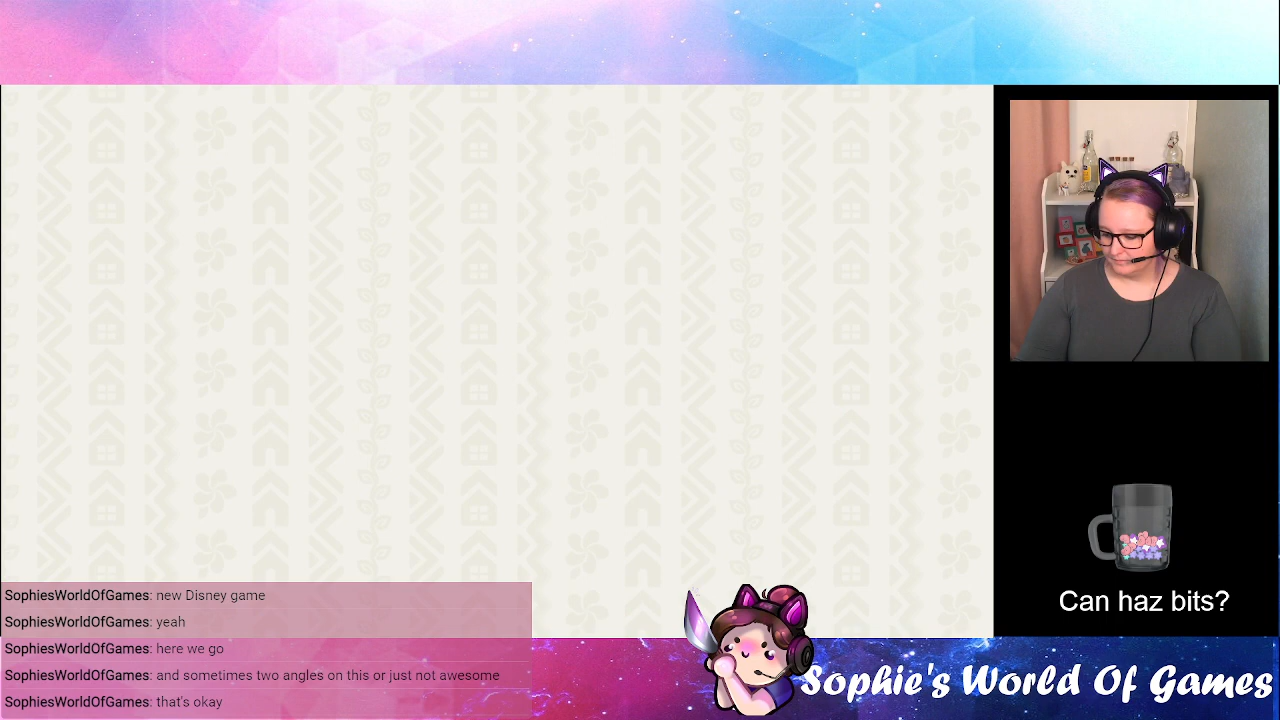 SophiesWorldOfGames: new Disney game
SophiesWorldOfGames: yeah
SophiesWorldOfGames: here we go
SophiesWorldOfGames: and sometimes two angles on this or just not awesome
SophiesWorldOfGames: that's okay
Can haz bits?
Sophie's World Of Games